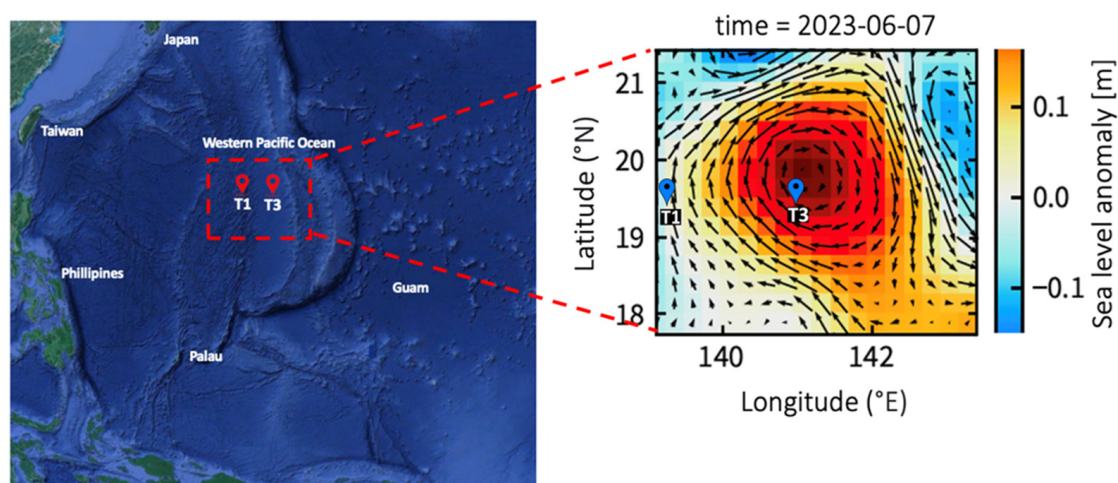 Japan
Taiwan
Western Pacific Ocean
T1 T3
Phillipines
Guam
Palau
time = 2023-06-07
21
20
19
18
T1
T3
140 142
Latitude (°N)
Longitude (°E)
0.1
0.0
−0.1
Sea level anomaly [m]